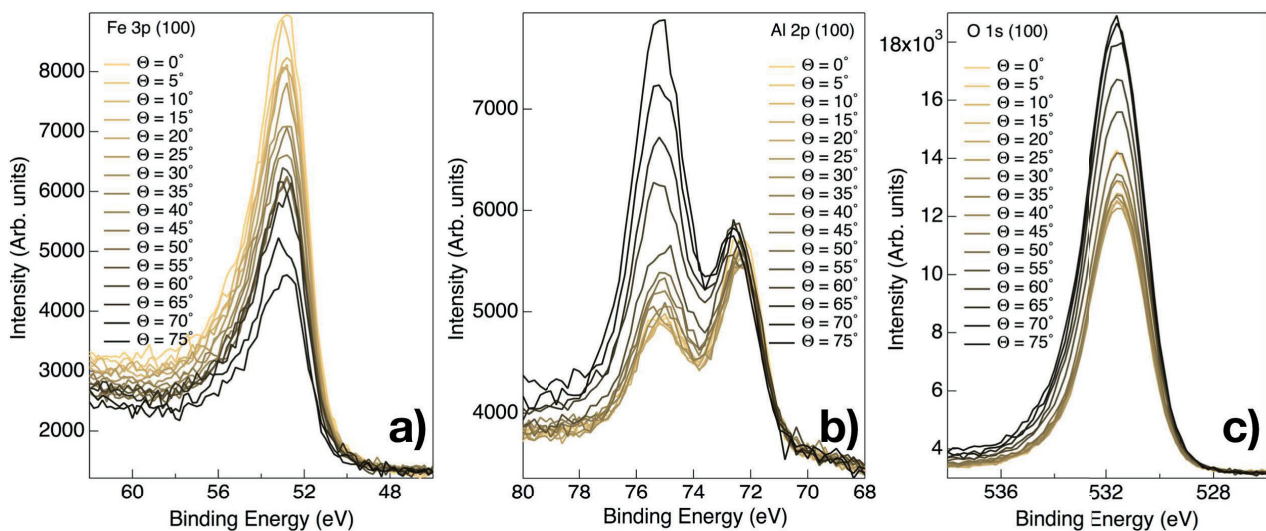 Fe 3p (100)
Θ = 0°
Θ = 5°
Θ = 10°
Θ = 15°
Θ = 20°
Θ = 25°
Θ = 30°
Θ = 35°
Θ = 40°
Θ = 45°
Θ = 50°
Θ = 55°
Θ = 60°
Θ = 65°
Θ = 70°
Θ = 75°
8000
7000
6000
5000
4000
3000
2000
Intensity (Arb. units)
60
56
52
48
Binding Energy (eV)
a)
Al 2p (100)
Θ = 0°
Θ = 5°
Θ = 10°
Θ = 15°
Θ = 20°
Θ = 25°
Θ = 30°
Θ = 35°
Θ = 40°
Θ = 45°
Θ = 50°
Θ = 55°
Θ = 60°
Θ = 65°
Θ = 70°
Θ = 75°
7000
6000
5000
4000
Intensity (Arb. units)
80
78
76
74
72
70
68
Binding Energy (eV)
b)
O 1s (100)
Θ = 0°
Θ = 5°
Θ = 10°
Θ = 15°
Θ = 20°
Θ = 25°
Θ = 30°
Θ = 35°
Θ = 40°
Θ = 45°
Θ = 50°
Θ = 55°
Θ = 60°
Θ = 65°
Θ = 70°
Θ = 75°
18x10³
16
14
12
10
8
6
4
Intensity (Arb. units)
536
532
528
Binding Energy (eV)
c)